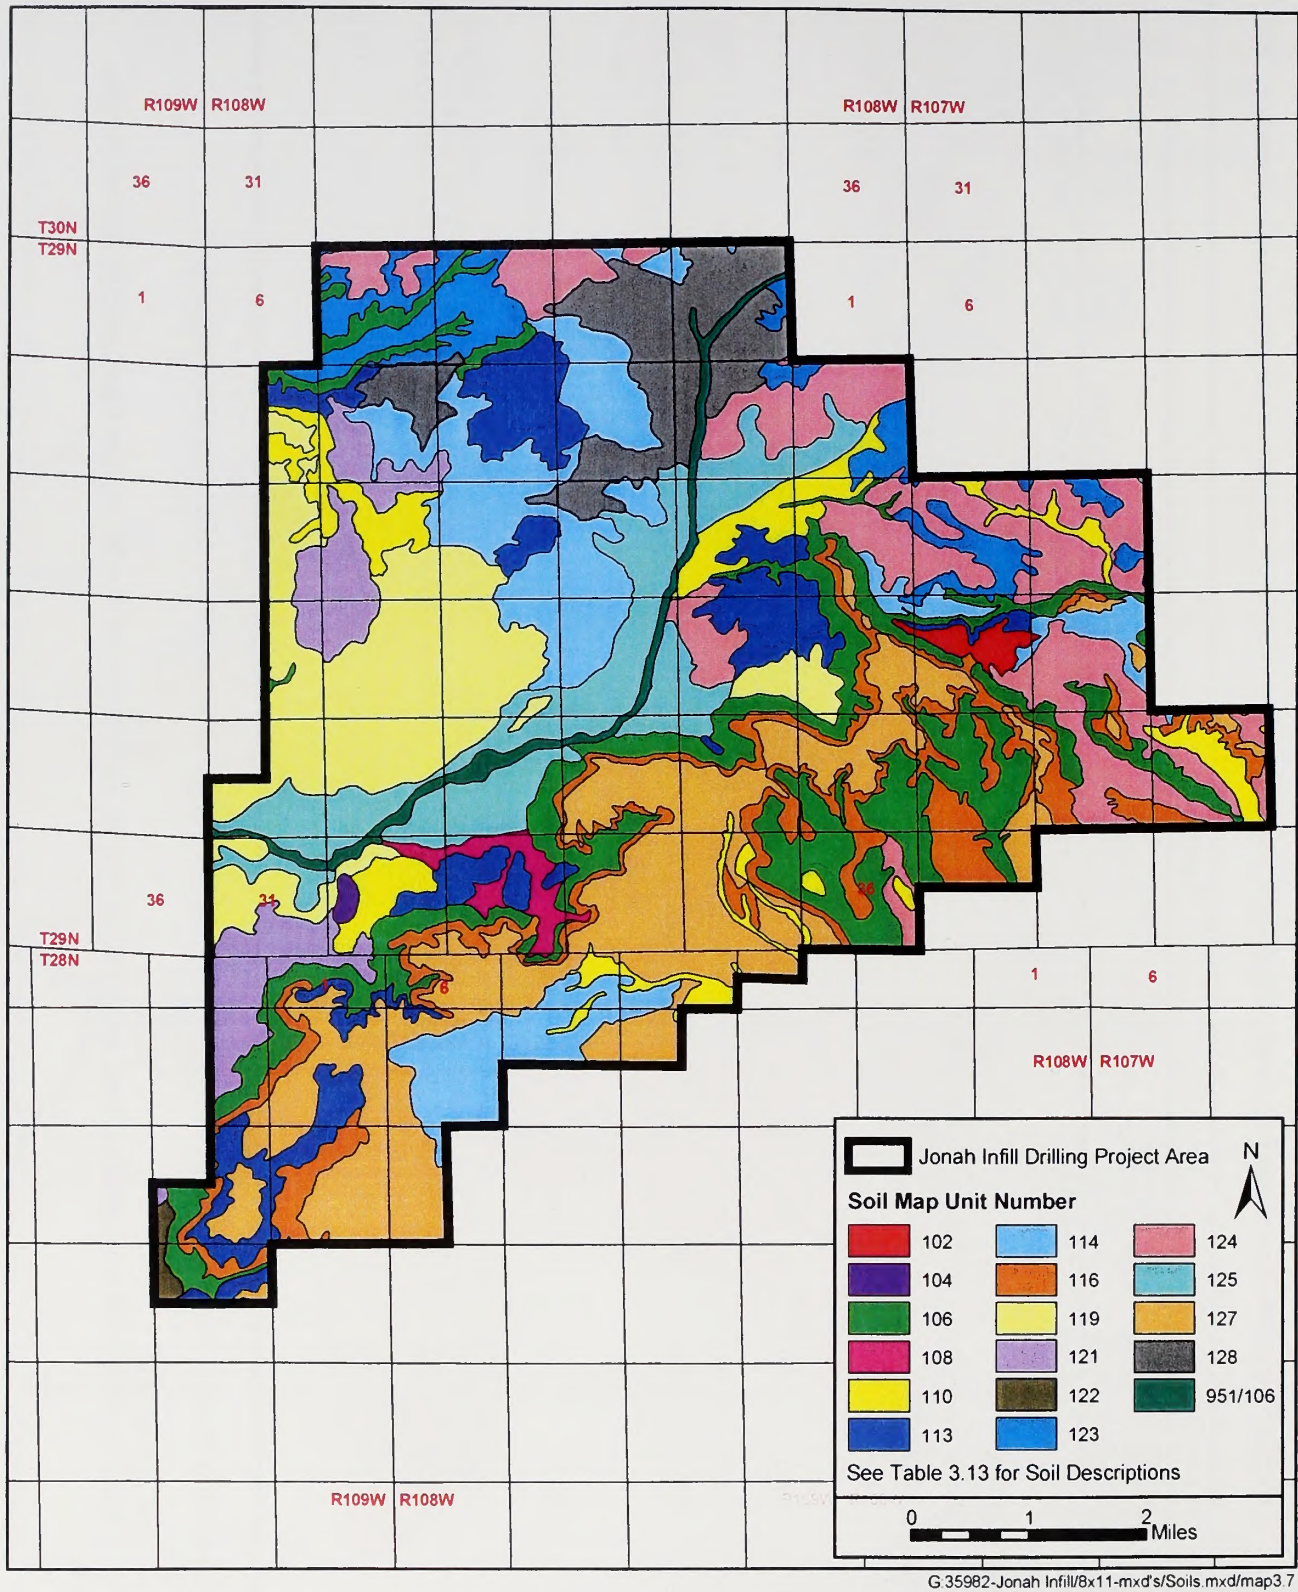 R109W R108W
R108W R107W
36 31
36 31
T30N
T29N
1 6
1 6
36
31
36
T29N
T28N
1
6
1 6
R108W R107W
Jonah Infill Drilling Project Area
N
Soil Map Unit Number
102 114 124
104 116 125
106 119 127
108 121 128
110 122 951/106
113 123
See Table 3.13 for Soil Descriptions
R109W R108W
0 1 2
Miles
G:35982-Jonah Infill/8x11-mxd's/Soils.mxd/map3.7